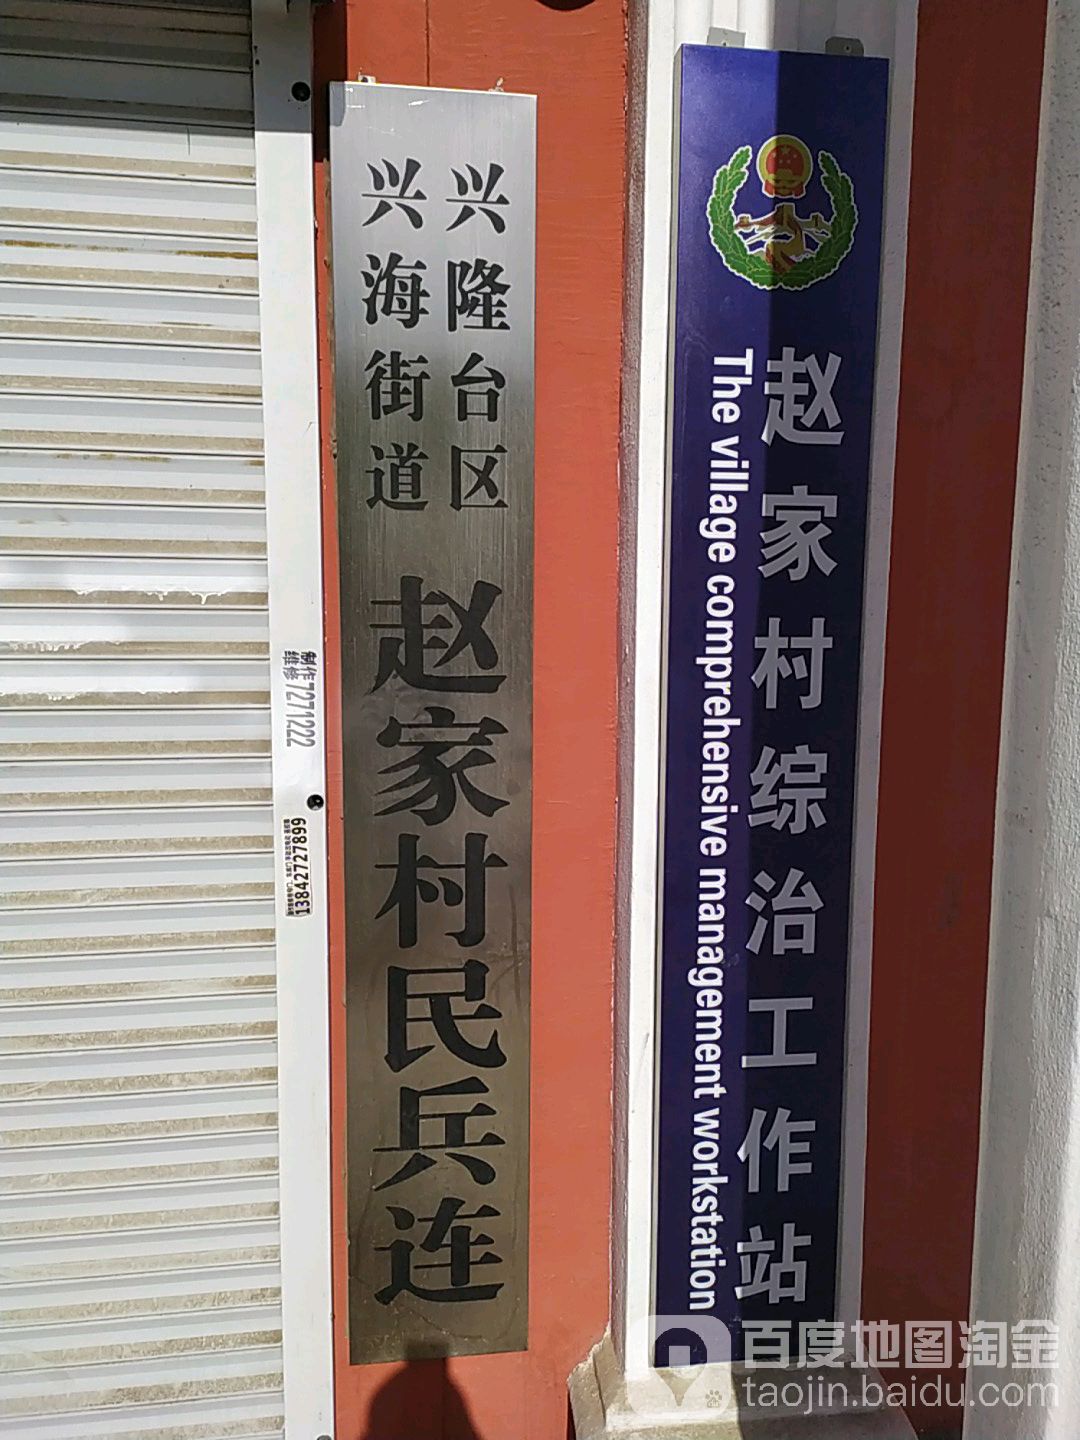 兴隆台区
兴海街道
赵家村民兵连
赵家村综治工作站
The village comprehensive management workstation
制作
维修7271222
13842727899
百度地图淘金
taojin.baidu.com